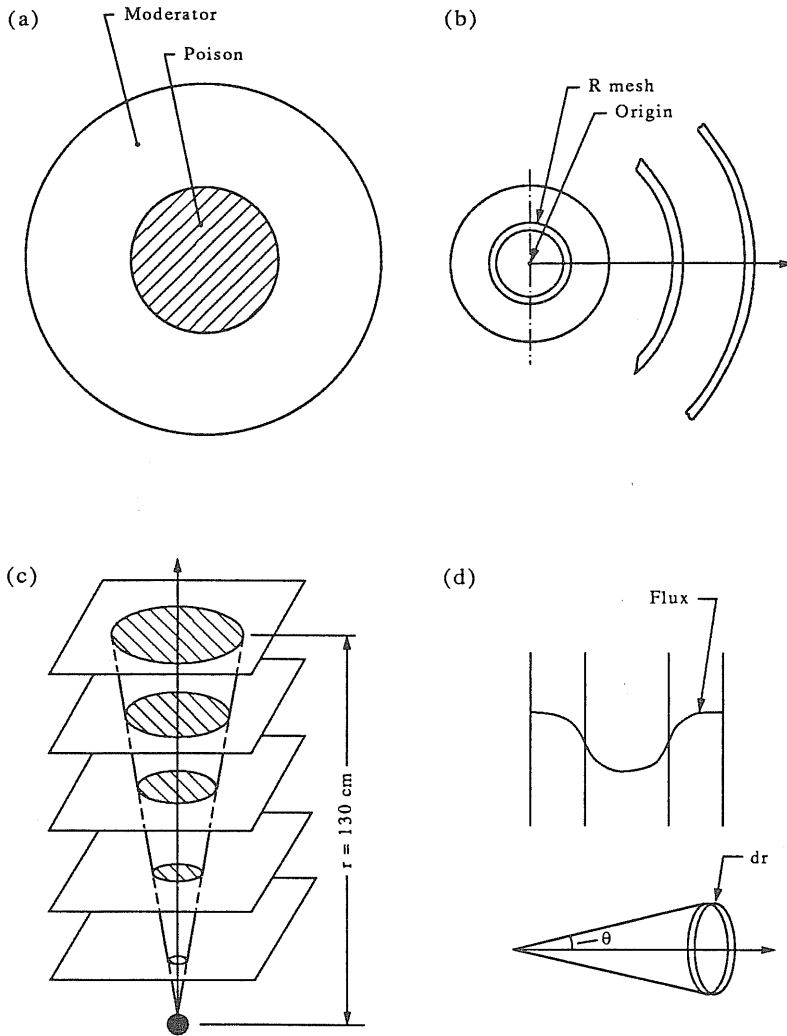 (a)
Moderator
Poison
(b)
R mesh
Origin
(c)
r = 130 cm
(d)
Flux
dr
θ